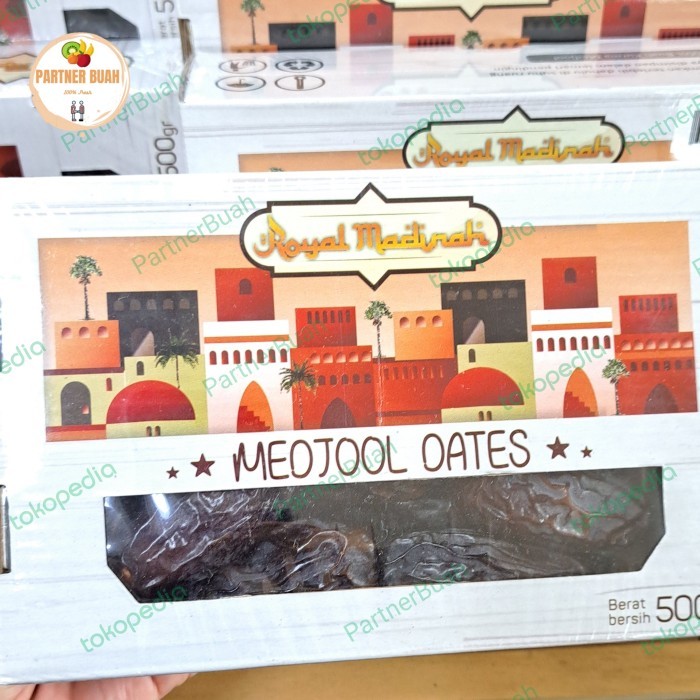 PARTNER BUAH
100% Fresh
500gr
Royal Madinah
Royal Madinah
MEDJOOL DATES
Berat
bersih 500
tokopedia
PartnerBuah